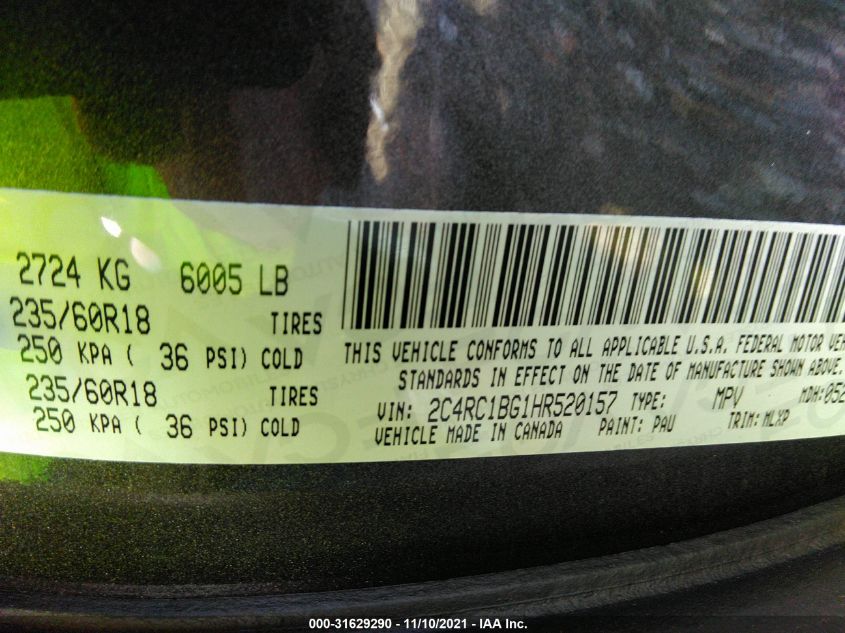 2724 KG 6005 LB
235/60R18 TIRES
250 KPA ( 36 PSI) COLD
235/60R18 TIRES
250 KPA ( 36 PSI) COLD
THIS VEHICLE CONFORMS TO ALL APPLICABLE U.S.A. FEDERAL MOTOR VEH
STANDARDS IN EFFECT ON THE DATE OF MANUFACTURE SHOWN ABOVE.
VIN: 2C4RC1BG1HR520157 TYPE: MPV MDH:052
VEHICLE MADE IN CANADA PAINT: PAU TRIM: MLXP
000-31629290 - 11/10/2021 - IAA Inc.